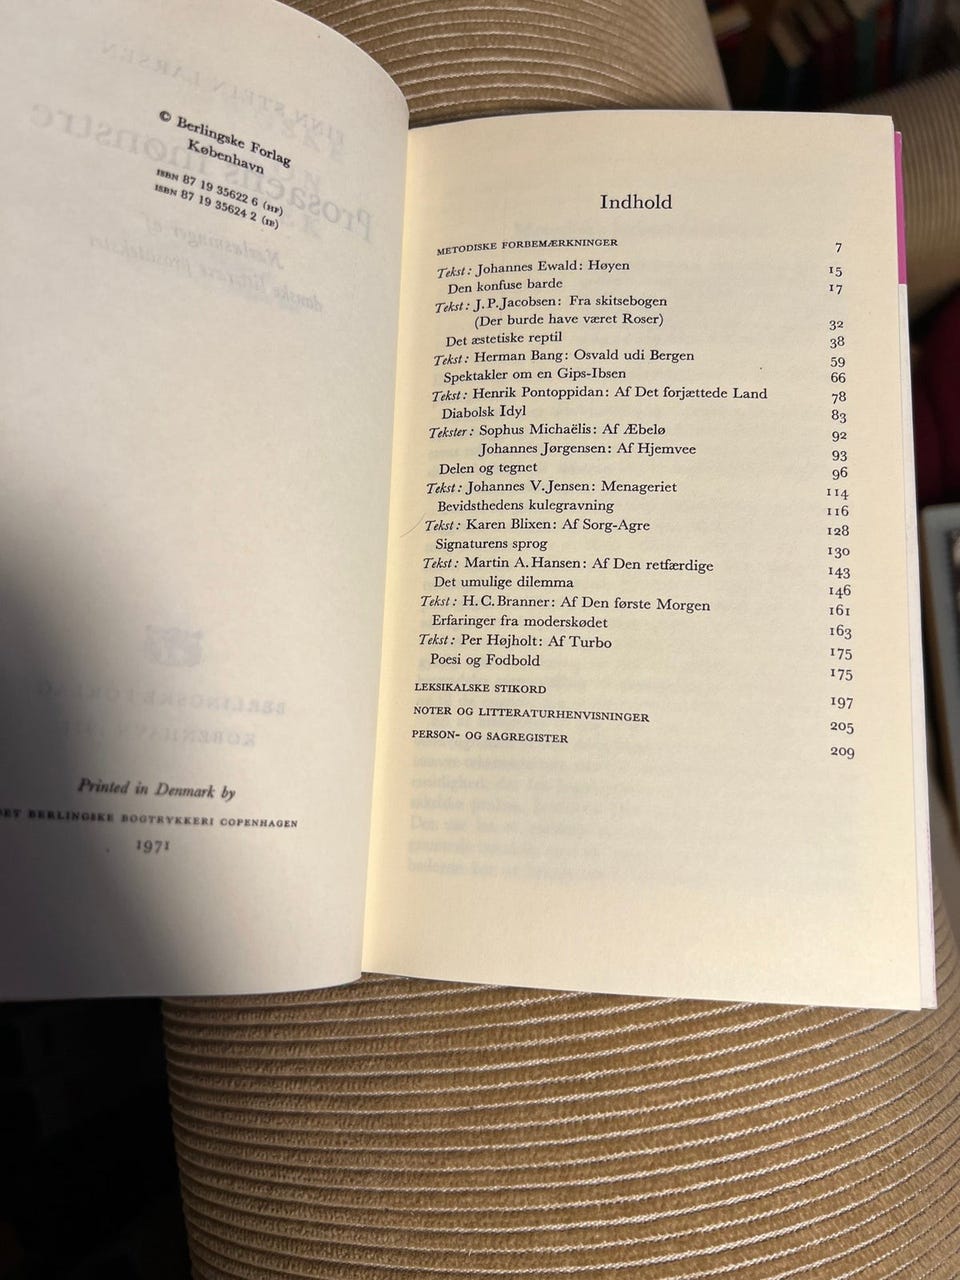 © Berlingske Forlag
København
ISBN 87 19 35622 6 (HF)
ISBN 87 19 35624 2 (IB)
Printed in Denmark by
DET BERLINGSKE BOGTRYKKERI COPENHAGEN
1971
Indhold
METODISKE FORBEMÆRKNINGER 7
Tekst: Johannes Ewald: Høyen 15
Den konfuse barde 17
Tekst: J.P.Jacobsen: Fra skitsebogen
(Der burde have været Roser) 32
Det æstetiske reptil 38
Tekst: Herman Bang: Osvald udi Bergen 59
Spektakler om en Gips-Ibsen 66
Tekst: Henrik Pontoppidan: Af Det forjættede Land 78
Diabolsk Idyl 83
Tekster: Sophus Michaëlis: Af Æbelø 92
Johannes Jørgensen: Af Hjemvee 93
Delen og tegnet 96
Tekst: Johannes V.Jensen: Menageriet 114
Bevidsthedens kulegravning 116
Tekst: Karen Blixen: Af Sorg-Agre 128
Signaturens sprog 130
Tekst: Martin A.Hansen: Af Den retfærdige 143
Det umulige dilemma 146
Tekst: H.C.Branner: Af Den første Morgen 161
Erfaringer fra moderskødet 163
Tekst: Per Højholt: Af Turbo 175
Poesi og Fodbold 175
LEKSIKALSKE STIKORD 197
NOTER OG LITTERATURHENVISNINGER 205
PERSON- OG SAGREGISTER 209